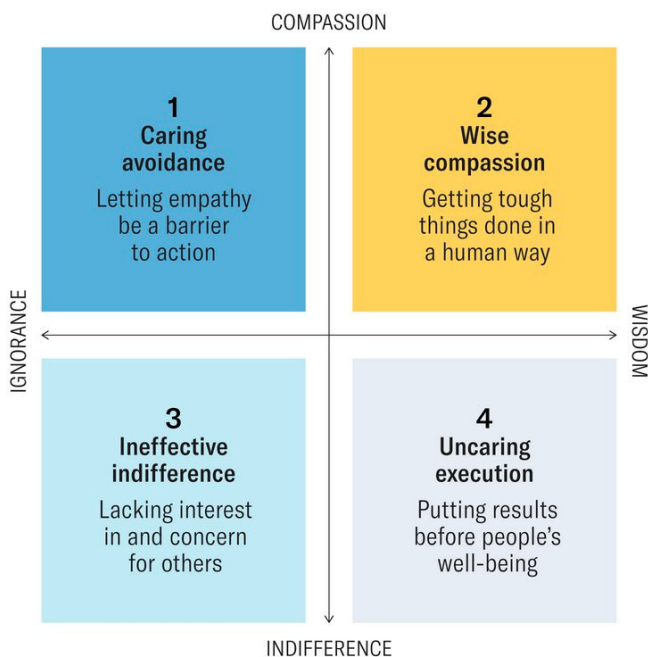 COMPASSION
1
Caring
avoidance
Letting empathy
be a barrier
to action
2
Wise
compassion
Getting tough
things done in
a human way
IGNORANCE
WISDOM
3
Ineffective
indifference
Lacking interest
in and concern
for others
4
Uncaring
execution
Putting results
before people's
well-being
INDIFFERENCE